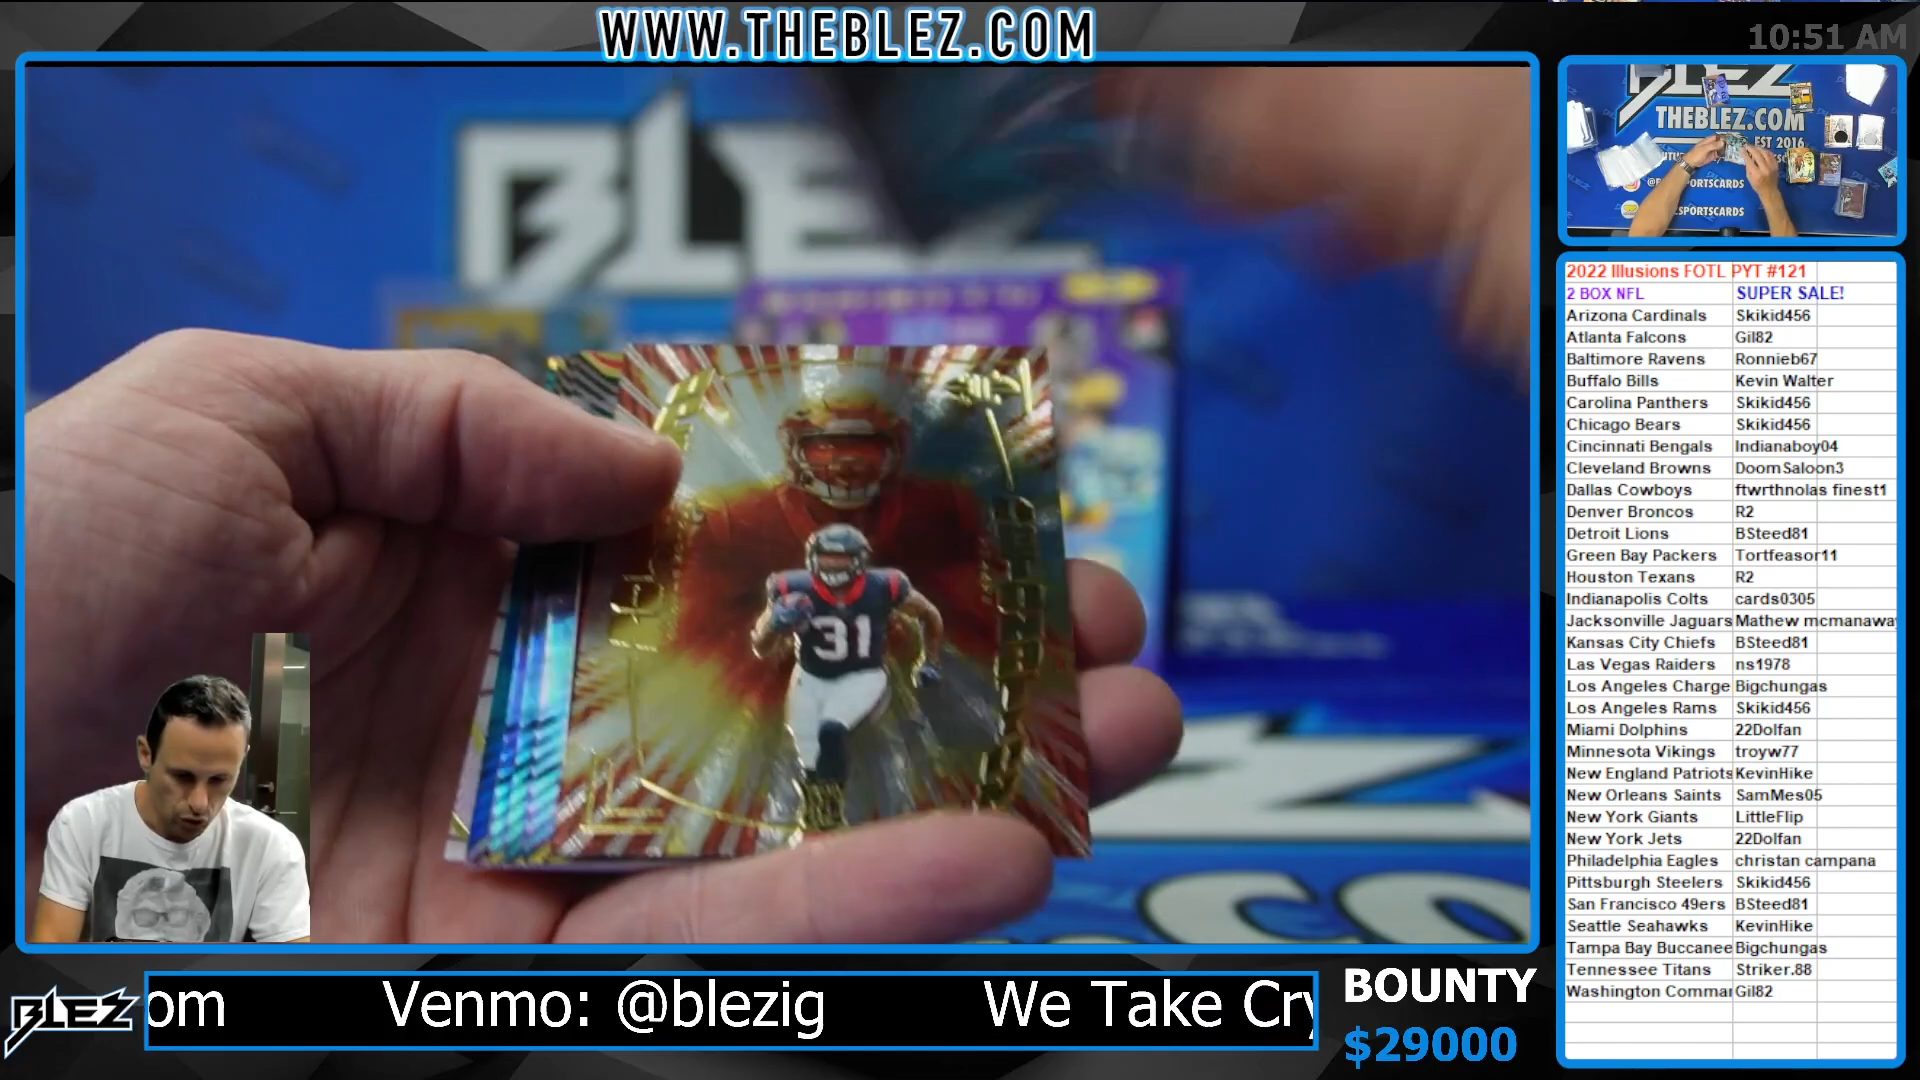 WWW.THEBLEZ.COM
10:51 AM
BLEZ
THEBLEZ.COM
EST 2016
SPORTSCARDS
31
2022 Illusions FOTL PYT #121
2 BOX NFL SUPER SALE!
Arizona Cardinals Skikid456
Atlanta Falcons Gil82
Baltimore Ravens Ronnieb67
Buffalo Bills Kevin Walter
Carolina Panthers Skikid456
Chicago Bears Skikid456
Cincinnati Bengals Indianaboy04
Cleveland Browns DoomSaloon3
Dallas Cowboys ftwrthnolas finest1
Denver Broncos R2
Detroit Lions BSteed81
Green Bay Packers Tortfeasor11
Houston Texans R2
Indianapolis Colts cards0305
Jacksonville Jaguars Mathew mcmanawa
Kansas City Chiefs BSteed81
Las Vegas Raiders ns1978
Los Angeles Charge Bigchungas
Los Angeles Rams Skikid456
Miami Dolphins 22Dolfan
Minnesota Vikings troyw77
New England Patriots KevinHike
New Orleans Saints SamMes05
New York Giants LittleFlip
New York Jets 22Dolfan
Philadelphia Eagles christan campana
Pittsburgh Steelers Skikid456
San Francisco 49ers BSteed81
Seattle Seahawks KevinHike
Tampa Bay Buccanee Bigchungas
Tennessee Titans Striker.88
Washington Comma Gil82
BLEZ
om Venmo: @blezig We Take Cry
BOUNTY
$29000